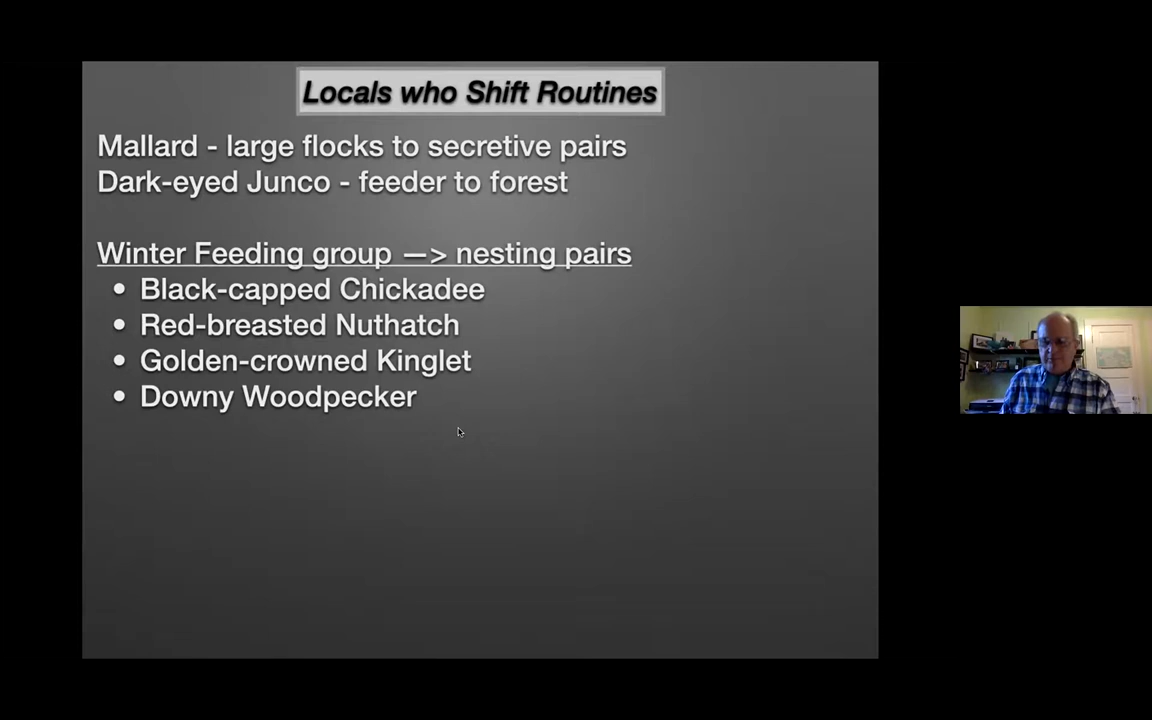 Locals who Shift Routines
Mallard - large flocks to secretive pairs
Dark-eyed Junco - feeder to forest
Winter Feeding group —> nesting pairs
• Black-capped Chickadee
• Red-breasted Nuthatch
• Golden-crowned Kinglet
• Downy Woodpecker